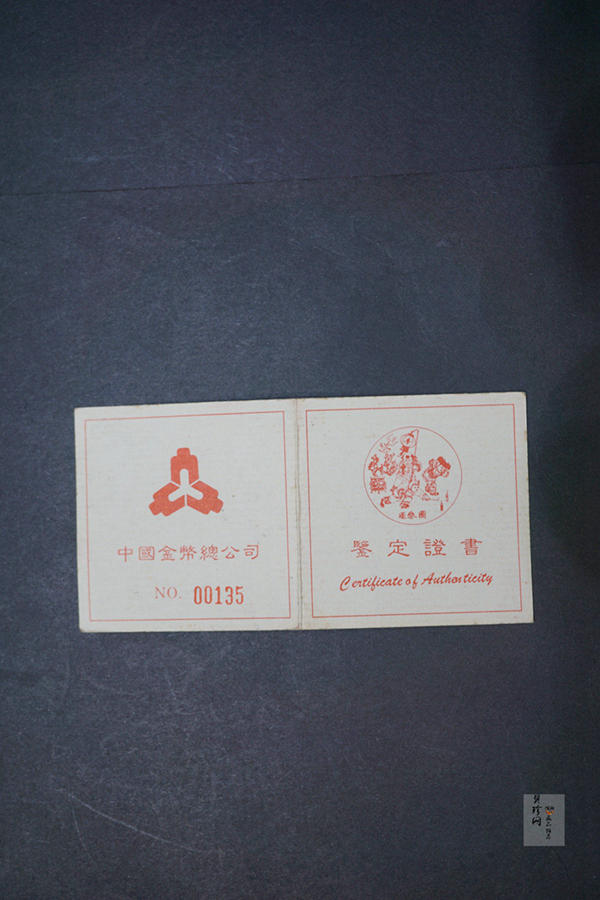 中國金幣總公司
NO. 00135
鑒定證書
Certificate of Authenticity